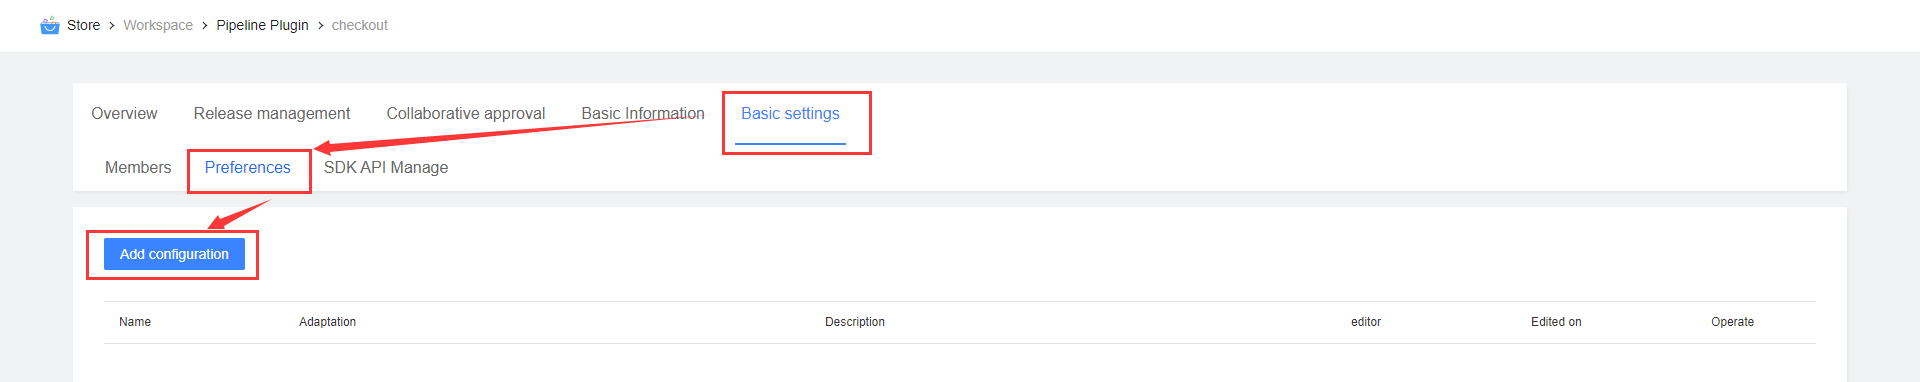 Store > Workspace > Pipeline Plugin > checkout
Overview Release management Collaborative approval Basic Information Basic settings
Members Preferences SDK API Manage
Add configuration
Name Adaptation Description editor Edited on Operate